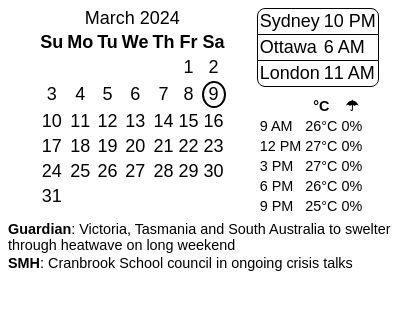 March 2024
Su Mo Tu We Th Fr Sa
1 2
3 4 5 6 7 8 9
10 11 12 13 14 15 16
17 18 19 20 21 22 23
24 25 26 27 28 29 30
31
Sydney 10 PM
Ottawa 6 AM
London 11 AM
°C ☂
9 AM 26°C 0%
12 PM 27°C 0%
3 PM 27°C 0%
6 PM 26°C 0%
9 PM 25°C 0%
Guardian: Victoria, Tasmania and South Australia to swelter
through heatwave on long weekend
SMH: Cranbrook School council in ongoing crisis talks